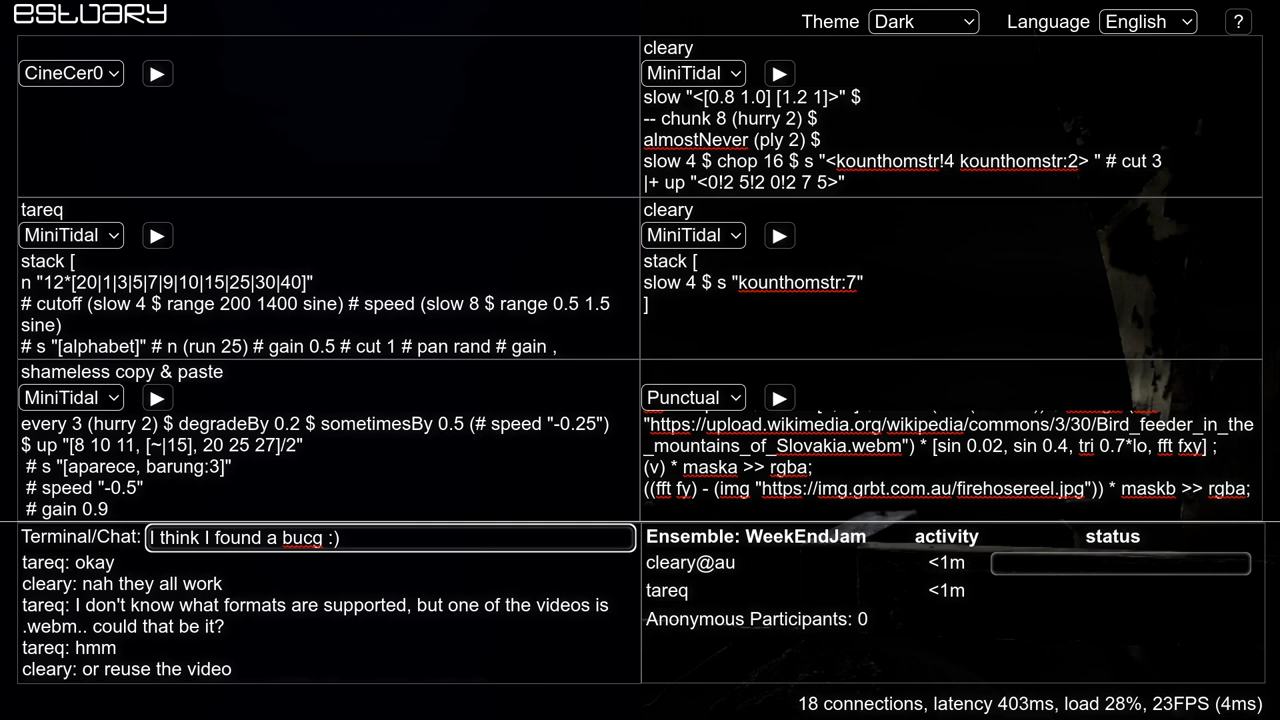 estuary
Theme Dark Language English ?
CineCer0 ▶
cleary
MiniTidal ▶
slow "<[0.8 1.0] [1.2 1]>" $
-- chunk 8 (hurry 2) $
almostNever (ply 2) $
slow 4 $ chop 16 $ s "<kounthomstr!4 kounthomstr:2> " # cut 3
|+ up "<0!2 5!2 0!2 7 5>"
tareq
MiniTidal ▶
stack [
n "12*[20|1|3|5|7|9|10|15|25|30|40]"
# cutoff (slow 4 $ range 200 1400 sine) # speed (slow 8 $ range 0.5 1.5
sine)
# s "[alphabet]" # n (run 25) # gain 0.5 # cut 1 # pan rand # gain ,
cleary
MiniTidal ▶
stack [
slow 4 $ s "kounthomstr:7"
]
shameless copy & paste
MiniTidal ▶
every 3 (hurry 2) $ degradeBy 0.2 $ sometimesBy 0.5 (# speed "-0.25")
$ up "[8 10 11, [~|15], 20 25 27]/2"
# s "[aparece, barung:3]"
# speed "-0.5"
# gain 0.9
Punctual ▶
"https://upload.wikimedia.org/wikipedia/commons/3/30/Bird_feeder_in_the
_mountains_of_Slovakia.webm") * [sin 0.02, sin 0.4, tri 0.7*lo, fft fxy] ;
(v) * maska >> rgba;
((fft fy) - (img "https://img.grbt.com.au/firehosereel.jpg")) * maskb >> rgba;
Terminal/Chat: I think I found a bucg :)
tareq: okay
cleary: nah they all work
tareq: I don't know what formats are supported, but one of the videos is
.webm.. could that be it?
tareq: hmm
cleary: or reuse the video
Ensemble: WeekEndJam activity status
cleary@au <1m
tareq <1m
Anonymous Participants: 0
18 connections, latency 403ms, load 28%, 23FPS (4ms)